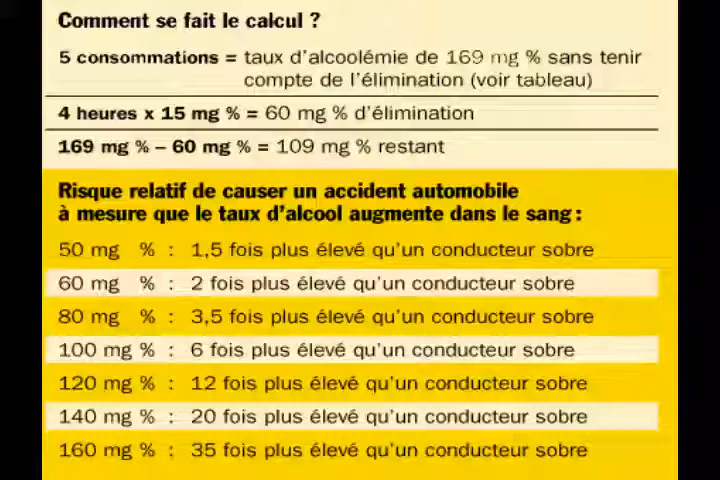 Comment se fait le calcul ?
5 consommations = taux d'alcoolémie de 169 mg % sans tenir
compte de l'élimination (voir tableau)
4 heures x 15 mg % = 60 mg % d'élimination
169 mg % – 60 mg % = 109 mg % restant
Risque relatif de causer un accident automobile
à mesure que le taux d'alcool augmente dans le sang :
50 mg % : 1,5 fois plus élevé qu'un conducteur sobre
60 mg % : 2 fois plus élevé qu'un conducteur sobre
80 mg % : 3,5 fois plus élevé qu'un conducteur sobre
100 mg % : 6 fois plus élevé qu'un conducteur sobre
120 mg % : 12 fois plus élevé qu'un conducteur sobre
140 mg % : 20 fois plus élevé qu'un conducteur sobre
160 mg % : 35 fois plus élevé qu'un conducteur sobre